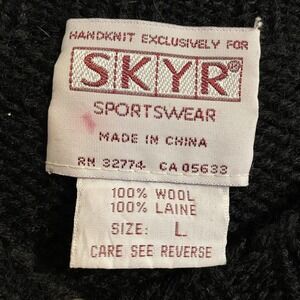 HANDKNIT EXCLUSIVELY FOR
SKYR®
SPORTSWEAR
MADE IN CHINA
RN 32774 CA 05633
100% WOOL
100% LAINE
SIZE: L
CARE SEE REVERSE